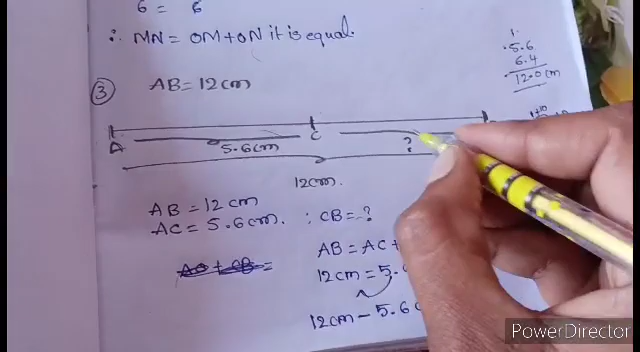 6 = 6
∴ MN = OM + ON it is equal.
5.6
6.4
12.0 cm
③ AB = 12 cm
A C
5.6 cm ?
12 cm.
AB = 12 cm
AC = 5.6 cm. : CB = ?
AB = AC +
12 cm = 5.
12 cm - 5.6
PowerDirector